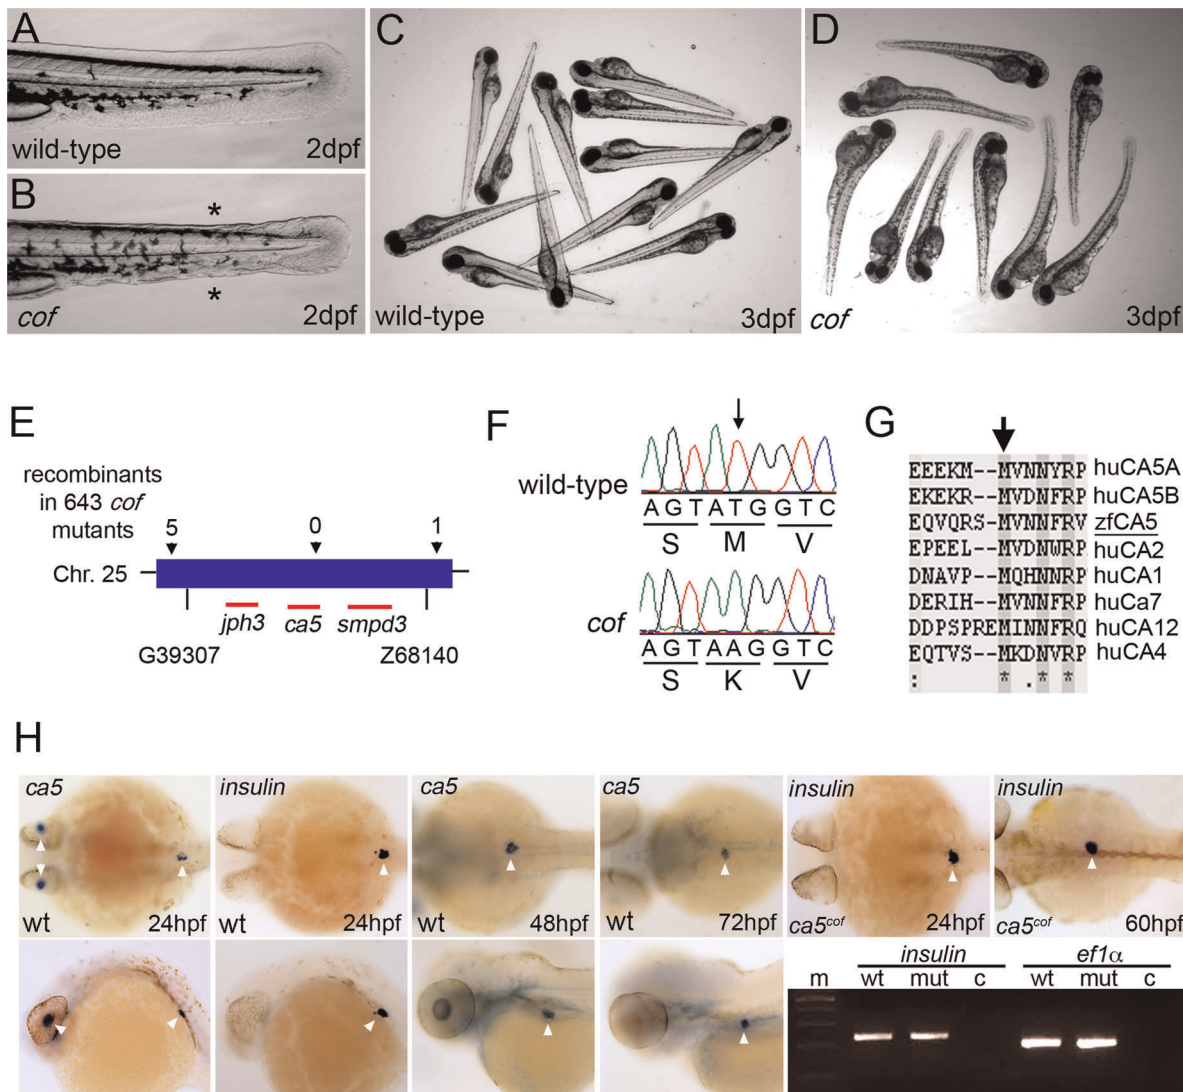 A
wild-type 2dpf
B
*
*
cof 2dpf
C
wild-type 3dpf
D
cof 3dpf
E
recombinants
in 643 cof
mutants
5 0 1
Chr. 25
jph3 ca5 smpd3
G39307 Z68140
F
wild-type
A G T A T G G T C
S M V
cof
A G T A A G G T C
S K V
G
EEEKM--MVNNYRP huCA5A
EKEKR--MVDNFRP huCA5B
EQVQRS-MVNNFRV zfCA5
EPEEL--MVDNWRP huCA2
DNAVP--MQHNNRP huCA1
DERIH--MVNNFRP huCa7
DDPSPREMINNFRQ huCA12
EQTVS--MKDNVRP huCA4
: * .* *
H
ca5
wt 24hpf
insulin
wt 24hpf
ca5
wt 48hpf
ca5
wt 72hpf
insulin
ca5cof 24hpf
insulin
ca5cof 60hpf
insulin ef1α
m wt mut c wt mut c